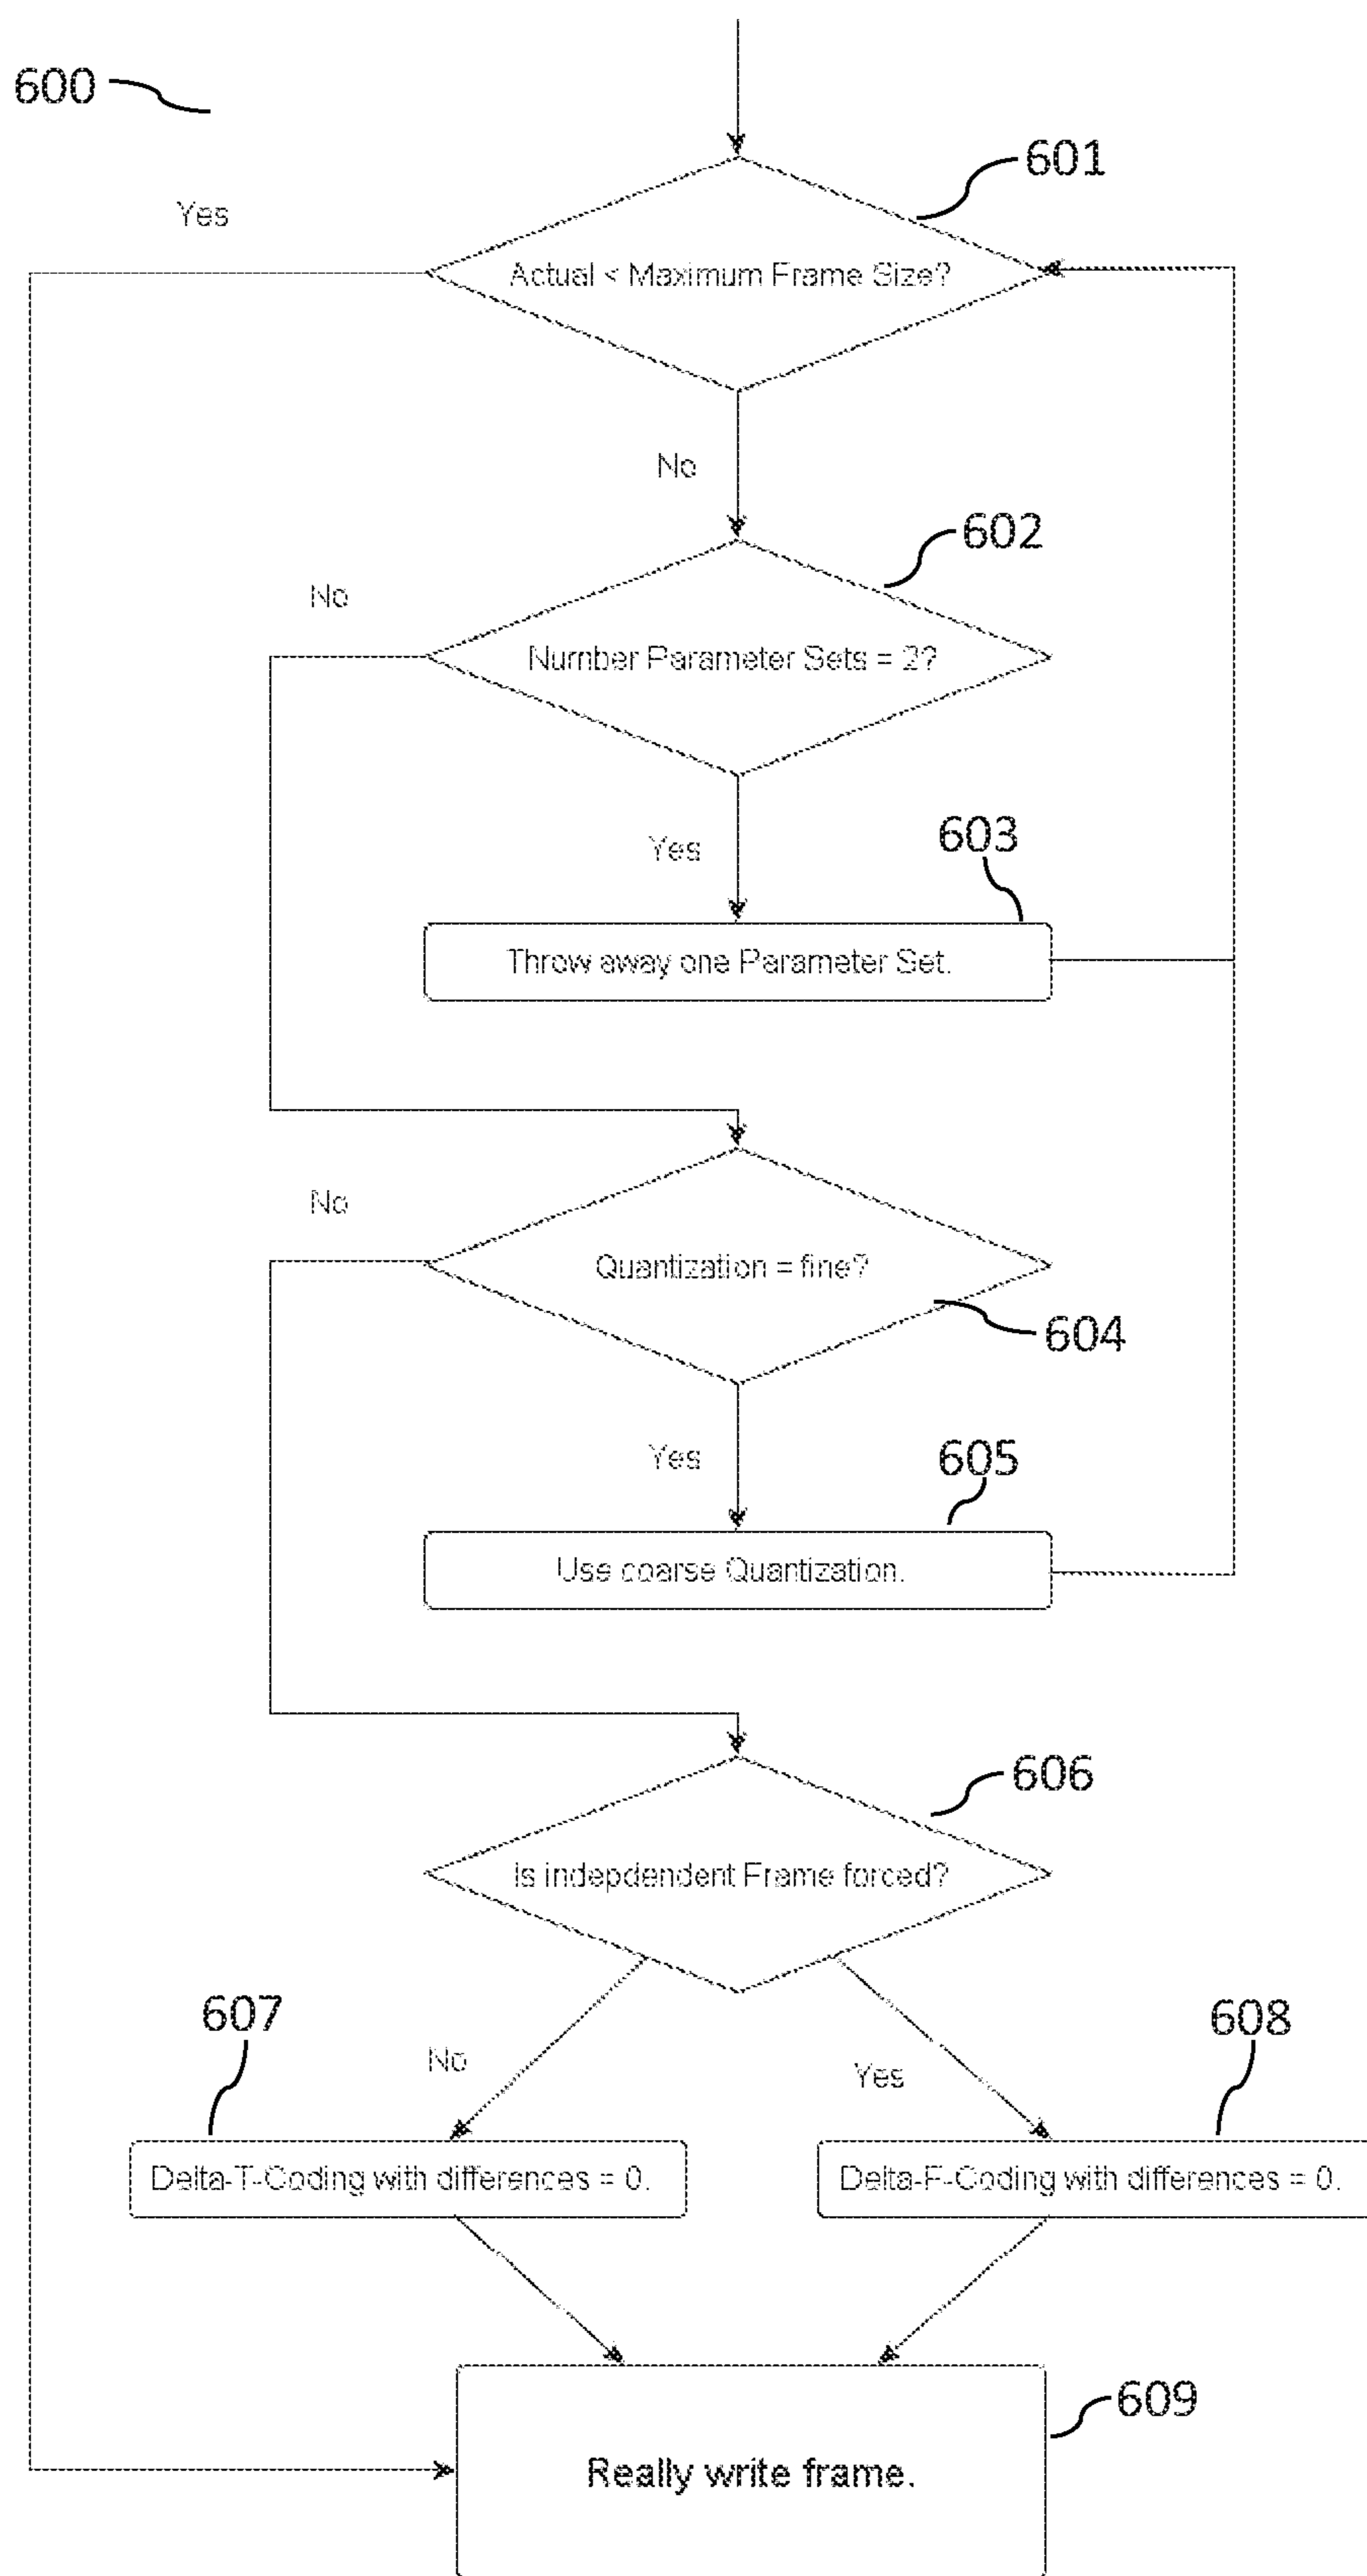 600
601
Yes
Actual < Maximum Frame Size?
No
602
No
Number Parameter Sets = 2?
603
Yes
Throw away one Parameter Set.
No
Quantization = fine?
604
605
Yes
Use coarse Quantization.
606
Is indepdendent Frame forced?
607
608
No
Yes
Delta-T-Coding with differences = 0.
Delta-F-Coding with differences = 0.
609
Really write frame.